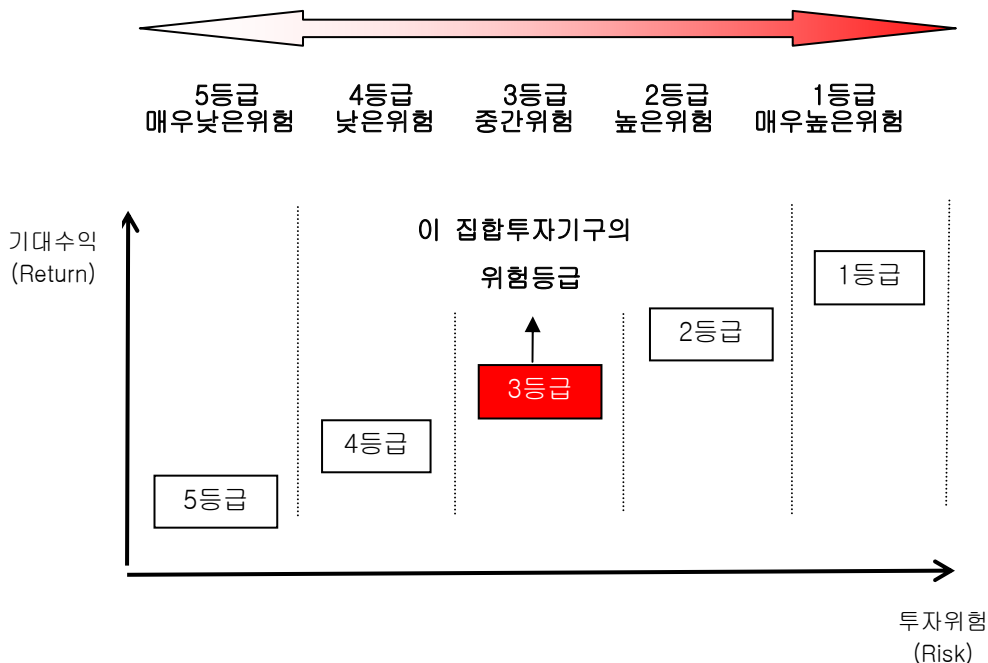 5등급
매우낮은위험
4등급
낮은위험
3등급
중간위험
2등급
높은위험
1등급
매우높은위험
기대수익
(Return)
이 집합투자기구의
위험등급
1등급
2등급
3등급
4등급
5등급
투자위험
(Risk)